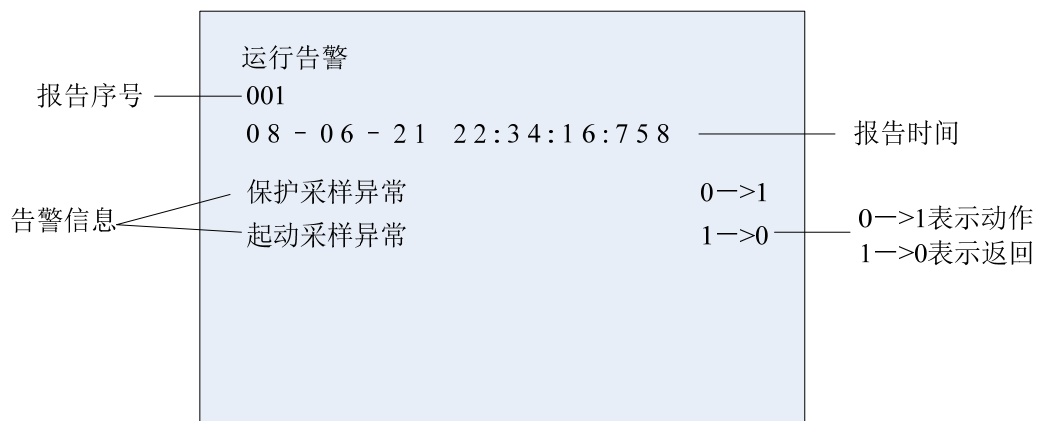 运行告警
报告序号
001
08-06-21 22:34:16:758
报告时间
保护采样异常 0—>1
告警信息
起动采样异常 1—>0
0—>1表示动作
1—>0表示返回